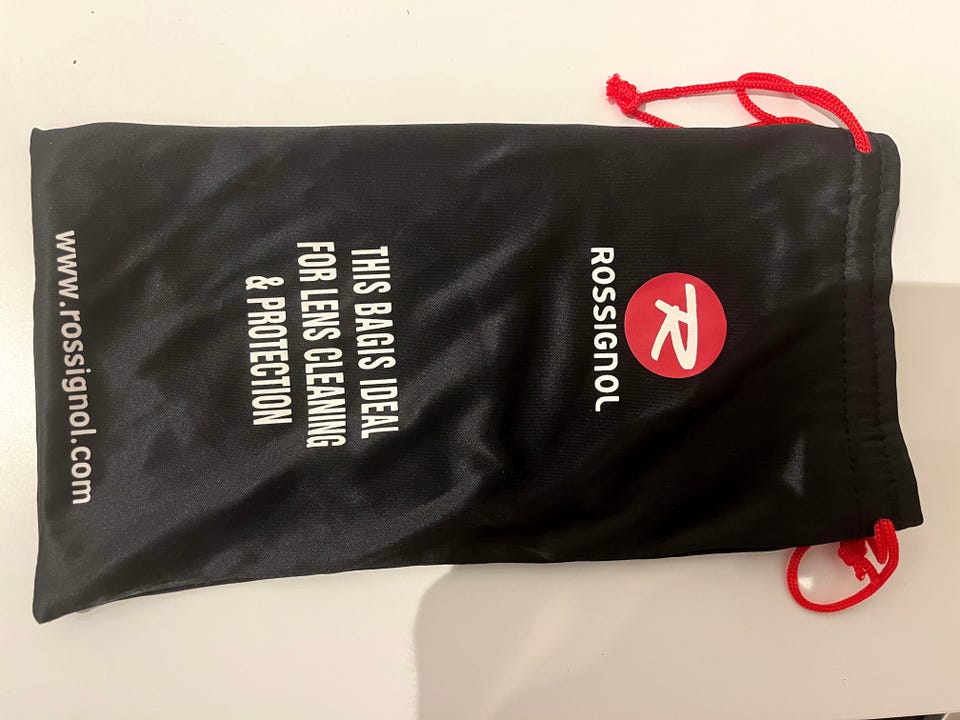 R
ROSSIGNOL
THIS BAGIS IDEAL
FOR LENS CLEANING
& PROTECTION
www.rossignol.com